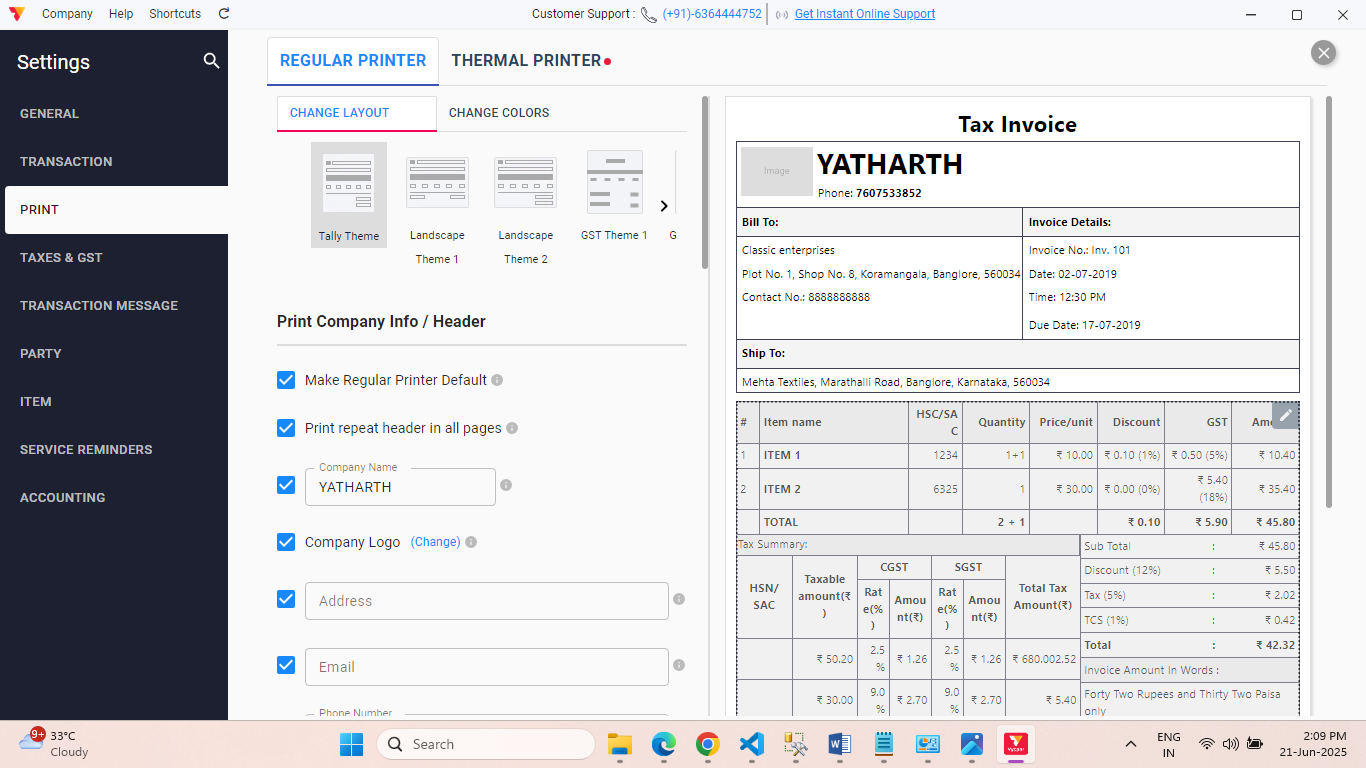 Company Help Shortcuts
Customer Support : (+91)-6364444752 Get Instant Online Support
Settings
GENERAL
TRANSACTION
PRINT
TAXES & GST
TRANSACTION MESSAGE
PARTY
ITEM
SERVICE REMINDERS
ACCOUNTING
REGULAR PRINTER THERMAL PRINTER
CHANGE LAYOUT CHANGE COLORS
Tally Theme
Landscape
Theme 1
Landscape
Theme 2
GST Theme 1
G
Print Company Info / Header
Make Regular Printer Default
Print repeat header in all pages
Company Name
YATHARTH
Company Logo (Change)
Address
Email
Phone Number
Tax Invoice
Image
YATHARTH
Phone: 7607533852
Bill To:
Classic enterprises
Plot No. 1, Shop No. 8, Koramangala, Banglore, 560034
Contact No.: 8888888888
Invoice Details:
Invoice No.: Inv. 101
Date: 02-07-2019
Time: 12:30 PM
Due Date: 17-07-2019
Ship To:
Mehta Textiles, Marathalli Road, Banglore, Karnataka, 560034
# Item name HSC/SA
C Quantity Price/unit Discount GST Am
1 ITEM 1 1234 1+1 ₹ 10.00 ₹ 0.10 (1%) ₹ 0.50 (5%) ₹ 10.40
2 ITEM 2 6325 1 ₹ 30.00 ₹ 0.00 (0%) ₹ 5.40
(18%) ₹ 35.40
TOTAL 2 + 1 ₹ 0.10 ₹ 5.90 ₹ 45.80
Tax Summary:
HSN/
SAC
Taxable
amount(₹
)
CGST
Rat
e(%
)
Amou
nt(₹)
SGST
Rat
e(%
)
Amou
nt(₹)
Total Tax
Amount(₹)
₹ 50.20 2.5
% ₹ 1.26 2.5
% ₹ 1.26 ₹ 680.002.52
₹ 30.00 9.0
% ₹ 2.70 9.0
% ₹ 2.70 ₹ 5.40
Sub Total : ₹ 45.80
Discount (12%) : ₹ 5.50
Tax (5%) : ₹ 2.02
TCS (1%) : ₹ 0.42
Total : ₹ 42.32
Invoice Amount In Words :
Forty Two Rupees and Thirty Two Paisa
only
9+
33°C
Cloudy
Search
Vyapar
ENG
IN
2:09 PM
21-Jun-2025